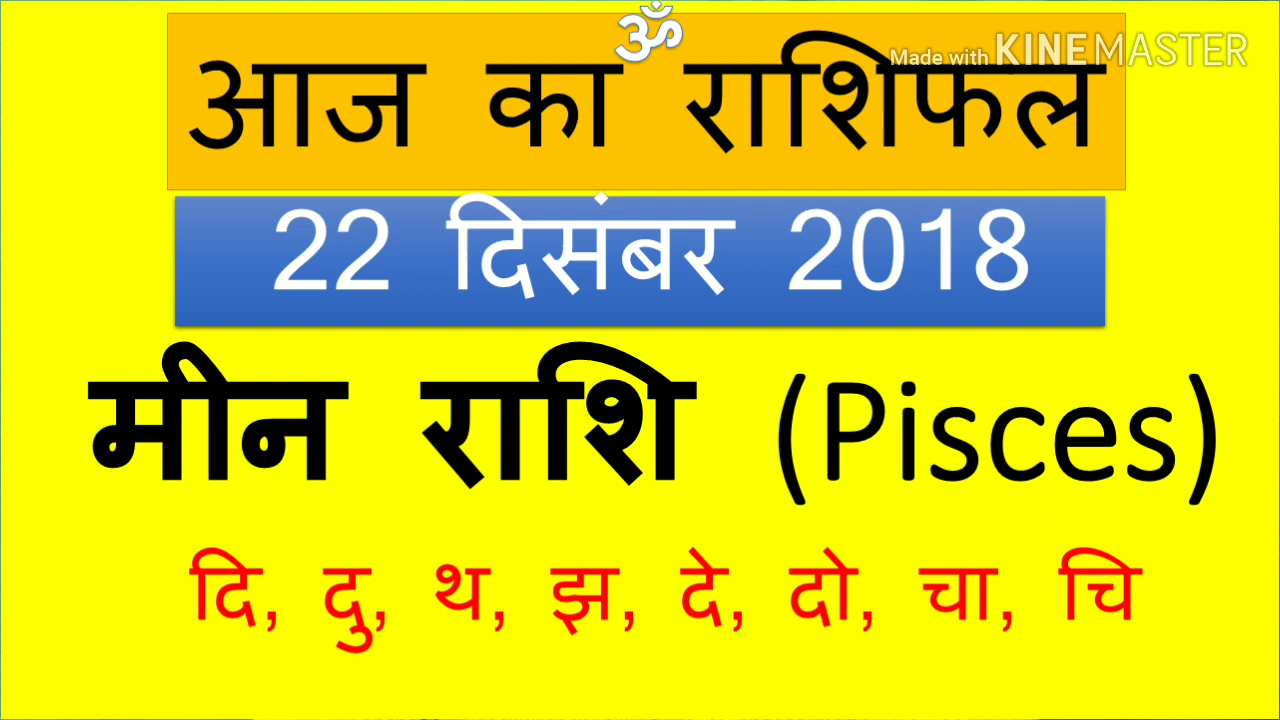 ॐ
Made with KINEMASTER
आज का राशिफल
22 दिसंबर 2018
मीन राशि (Pisces)
दि, दु, थ, झ, दे, दो, चा, चि